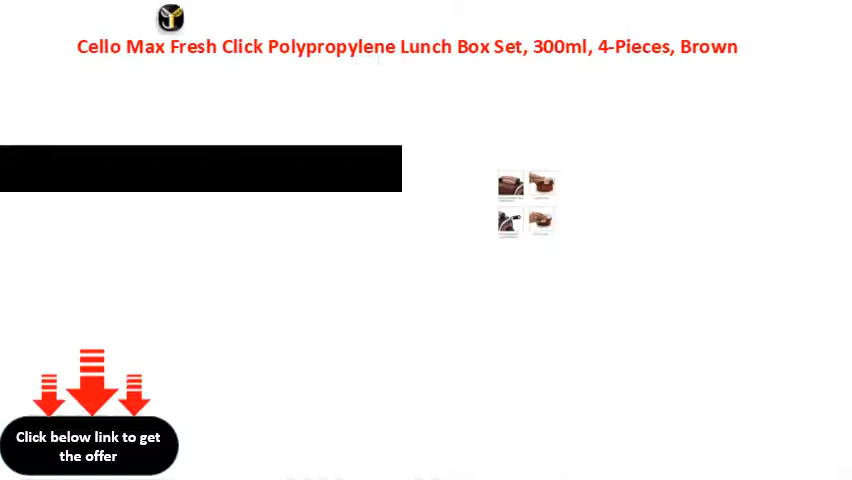 Cello Max Fresh Click Polypropylene Lunch Box Set, 300ml, 4-Pieces, Brown
Click below link to get
the offer